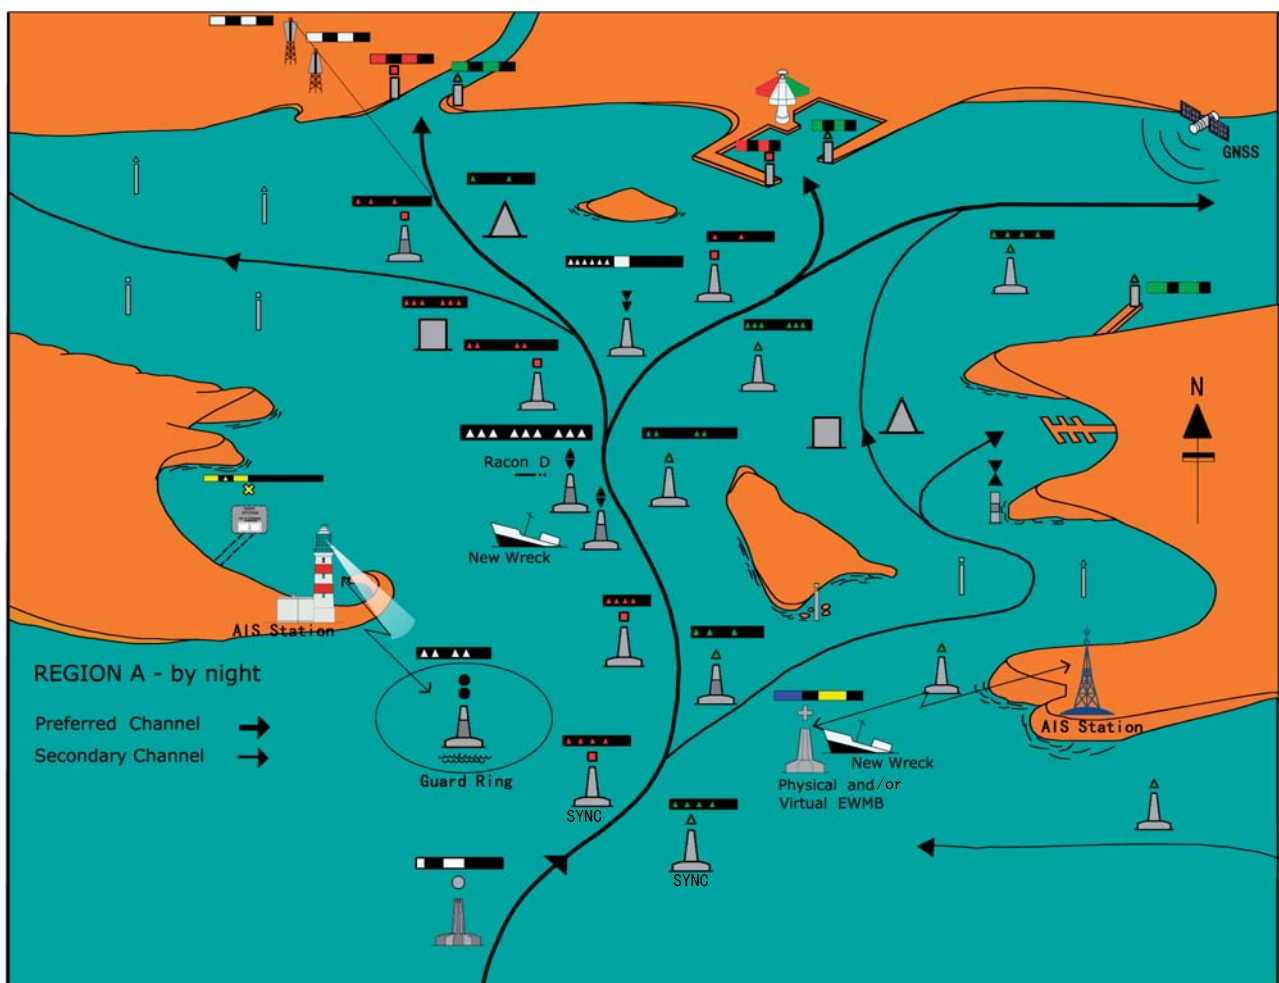 GNSS
N
Racon D
New Wreck
AIS Station
REGION A - by night
Preferred Channel
Secondary Channel
Guard Ring
AIS Station
New Wreck
Physical and/or
Virtual EWMB
SYNC
SYNC